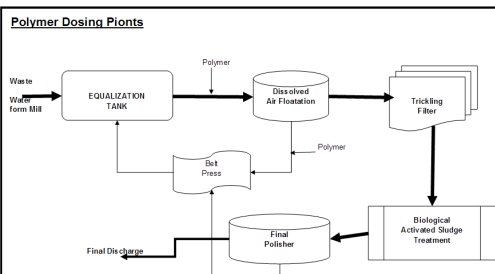 Polymer Dosing Pionts
Polymer
Waste
Water
form Mill
EQUALIZATION
TANK
Dissolved
Air Floatation
Trickling
Filter
Polymer
Belt
Press
Biological
Activated Sludge
Treatment
Final
Polisher
Final Discharge